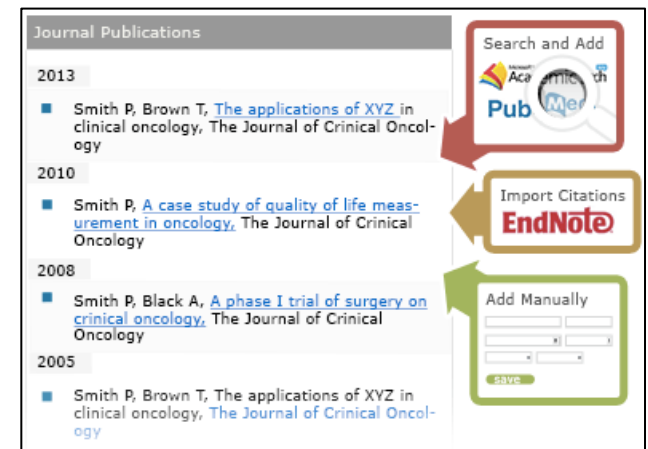 Journal Publications
2013
Smith P, Brown T, The applications of XYZ in
clinical oncology, The Journal of Crinical Oncol-
ogy
2010
Smith P, A case study of quality of life meas-
urement in oncology, The Journal of Crinical
Oncology
2008
Smith P, Black A, A phase I trial of surgery on
crinical oncology, The Journal of Crinical
Oncology
2005
Smith P, Brown T, The applications of XYZ in
clinical oncology, The Journal of Crinical Oncol-
ogy
Search and Add
Pub Med
Import Citations
EndNote
Add Manually
save